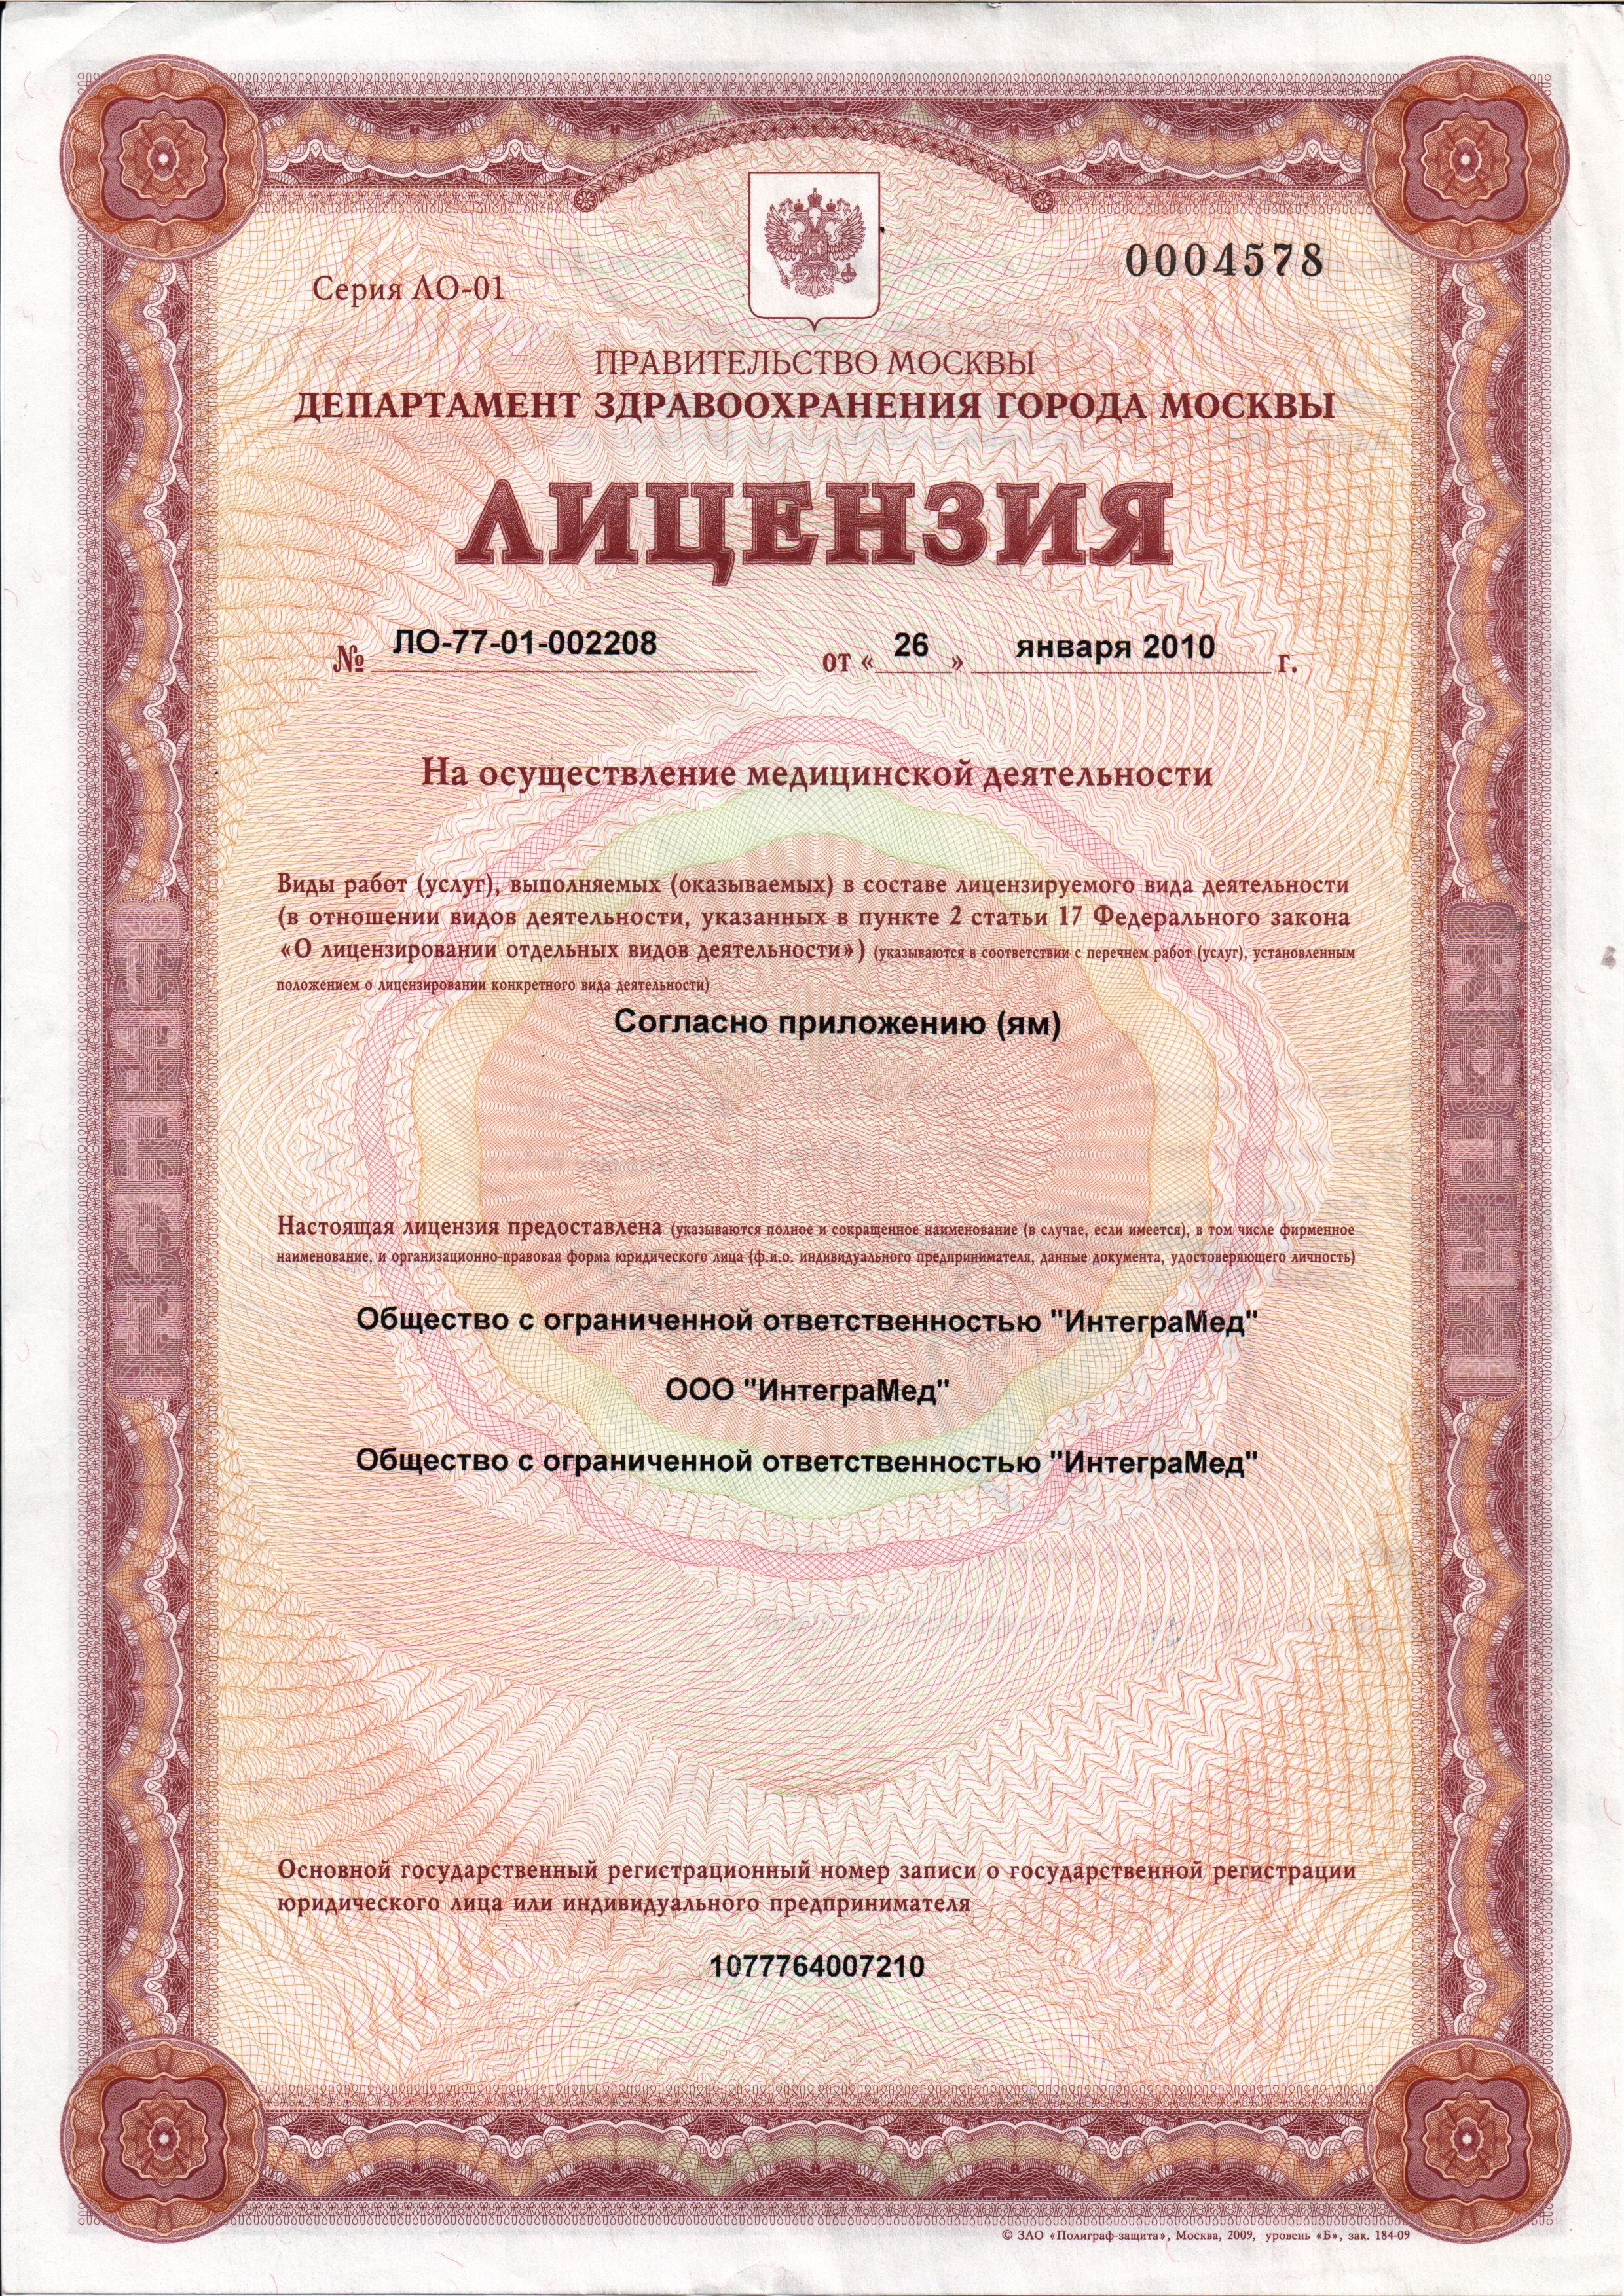 Серия ЛО-01
0004578
ПРАВИТЕЛЬСТВО МОСКВЫ
ДЕПАРТАМЕНТ ЗДРАВООХРАНЕНИЯ ГОРОДА МОСКВЫ
ЛИЦЕНЗИЯ
№ ЛО-77-01-002208 от « 26 » января 2010 г.
На осуществление медицинской деятельности
Виды работ (услуг), выполняемых (оказываемых) в составе лицензируемого вида деятельности
(в отношении видов деятельности, указанных в пункте 2 статьи 17 Федерального закона
«О лицензировании отдельных видов деятельности») (указываются в соответствии с перечнем работ (услуг), установленным
положением о лицензировании конкретного вида деятельности)
Согласно приложению (ям)
Настоящая лицензия предоставлена (указываются полное и сокращенное наименование (в случае, если имеется), в том числе фирменное
наименование, и организационно-правовая форма юридического лица (ф.и.о. индивидуального предпринимателя, данные документа, удостоверяющего личность)
Общество с ограниченной ответственностью "ИнтеграМед"
ООО "ИнтеграМед"
Общество с ограниченной ответственностью "ИнтеграМед"
Основной государственный регистрационный номер записи о государственной регистрации
юридического лица или индивидуального предпринимателя
1077764007210
© ЗАО «Полиграф-защита», Москва, 2009, уровень «Б», зак. 184-09